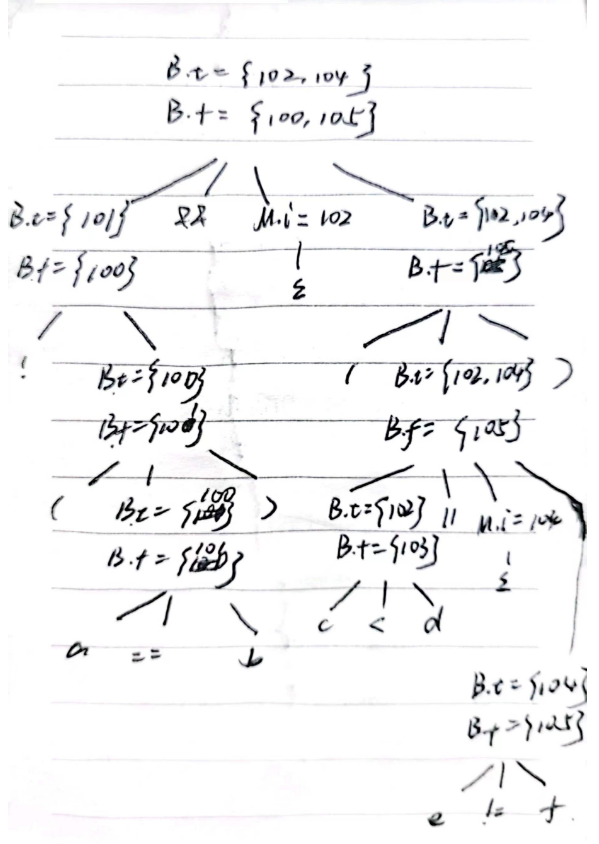 B.t = {102, 104}
B.f = {100, 105}
B.t = {101} && M.i = 102 B.t = {102, 104}
B.f = {100} ε B.f = {105}
! B.t = {100} ( B.t = {102, 104} )
B.f = {101} B.f = {105}
( B.t = {100} ) B.t = {102} || M.i = 104
B.f = {101} B.f = {103} ε
a == b c < d
B.t = {104}
B.f = {105}
e != f